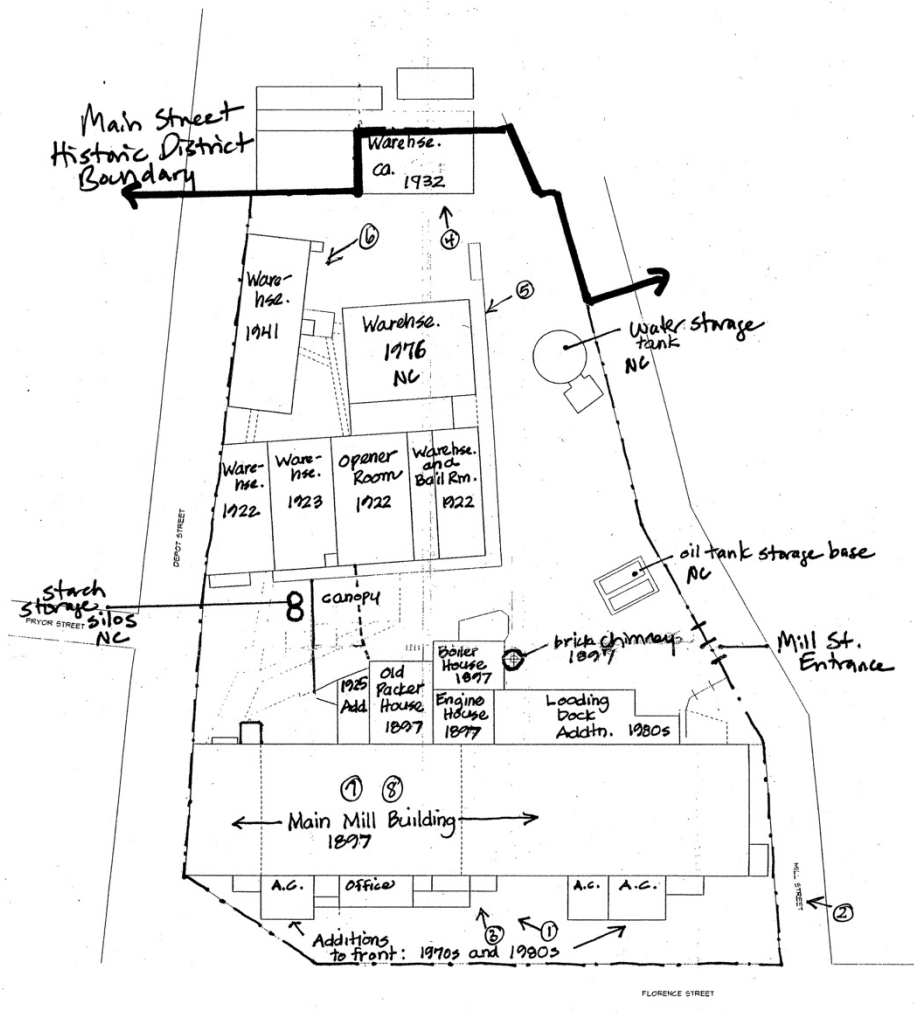 Main Street
Historic District
Boundary
Warehse.
ca.
1932
6
4
5
Ware-
hse.
1941
Warehse.
1976
NC
Water storage
tank
NC
Ware-
hse.
1922
Ware-
hse.
1923
Opener
Room
1922
Warehse.
and
Bail Rm.
1922
DEPOT STREET
oil tank storage base
NC
starch
storage
silos
NC
PRYOR STREET
canopy
brick chimney
1897
Mill St.
Entrance
1925
Add.
Old
Packer
House
1897
Boiler
House
1897
Engine
House
1897
Loading
Dock
Addtn. 1980s
7 8
Main Mill Building
1897
A.C.
Office
A.C.
A.C.
MILL STREET
2
3
1
Additions
to front: 1970s and 1980s
FLORENCE STREET